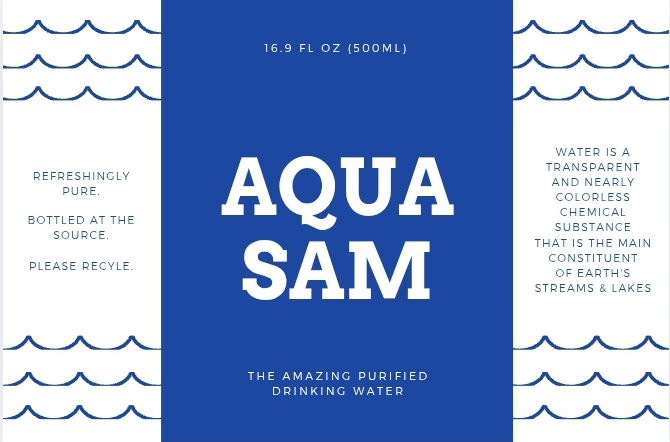 REFRESHINGLY
PURE.
BOTTLED AT THE
SOURCE.
PLEASE RECYLE.
16.9 FL OZ (500ML)
AQUA
SAM
THE AMAZING PURIFIED
DRINKING WATER
WATER IS A
TRANSPARENT
AND NEARLY
COLORLESS
CHEMICAL
SUBSTANCE
THAT IS THE MAIN
CONSTITUENT
OF EARTH'S
STREAMS & LAKES